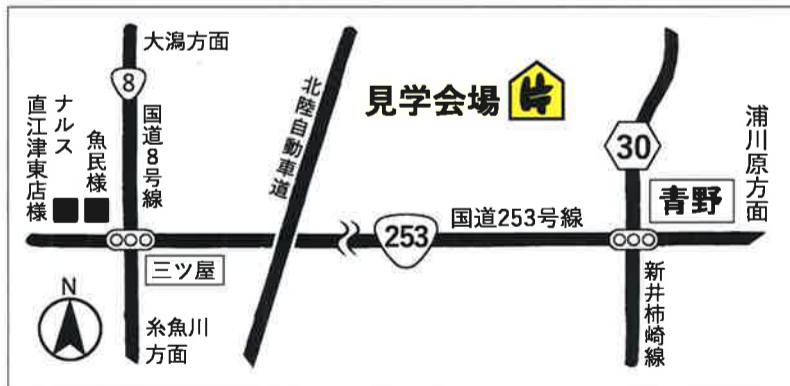 大潟方面
8
国道8号線
ナルス
直江津東店様
魚民様
三ツ屋
糸魚川
方面
N
北陸自動車道
見学会場
253
国道253号線
30
青野
浦川原方面
新井柿崎線